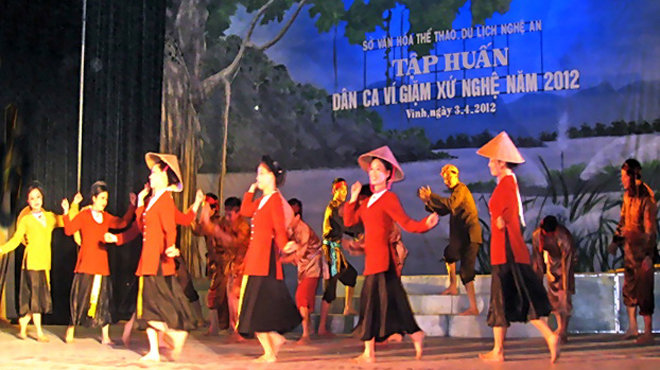 SỞ VĂN HÓA THỂ THAO, DU LỊCH NGHỆ AN
TẬP HUẤN
DÂN CA VÍ GIẶM XỨ NGHỆ NĂM 2012
Vinh, ngày 3.4.2012